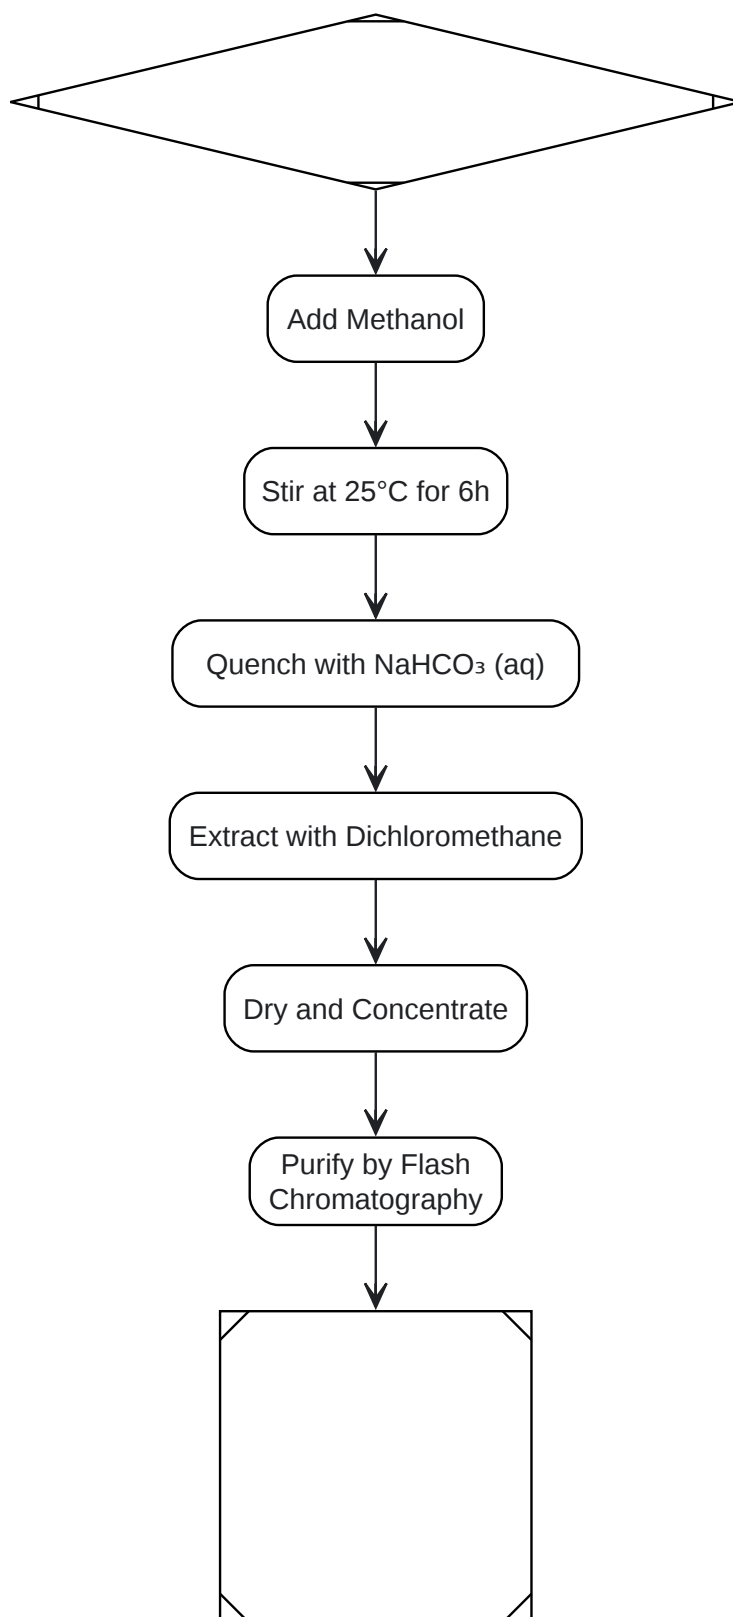 Add Methanol
Stir at 25°C for 6h
Quench with NaHCO₃ (aq)
Extract with Dichloromethane
Dry and Concentrate
Purify by Flash
Chromatography